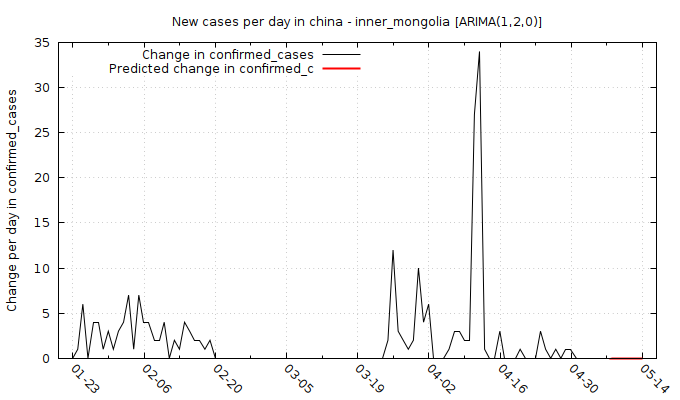 New cases per day in china - inner_mongolia [ARIMA(1,2,0)]
Change in confirmed_cases
Predicted change in confirmed_c
Change per day in confirmed_cases
35
30
25
20
15
10
5
0
01-23 02-06 02-20 03-05 03-19 04-02 04-16 04-30 05-14